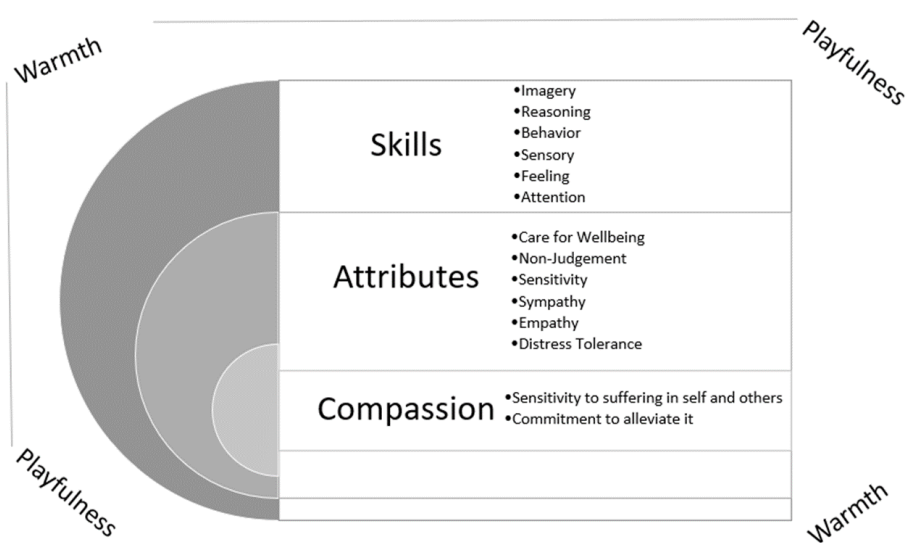 Warmth
Playfulness
Skills
•Imagery
•Reasoning
•Behavior
•Sensory
•Feeling
•Attention
Attributes
•Care for Wellbeing
•Non-Judgement
•Sensitivity
•Sympathy
•Empathy
•Distress Tolerance
Compassion
•Sensitivity to suffering in self and others
•Commitment to alleviate it
Playfulness
Warmth